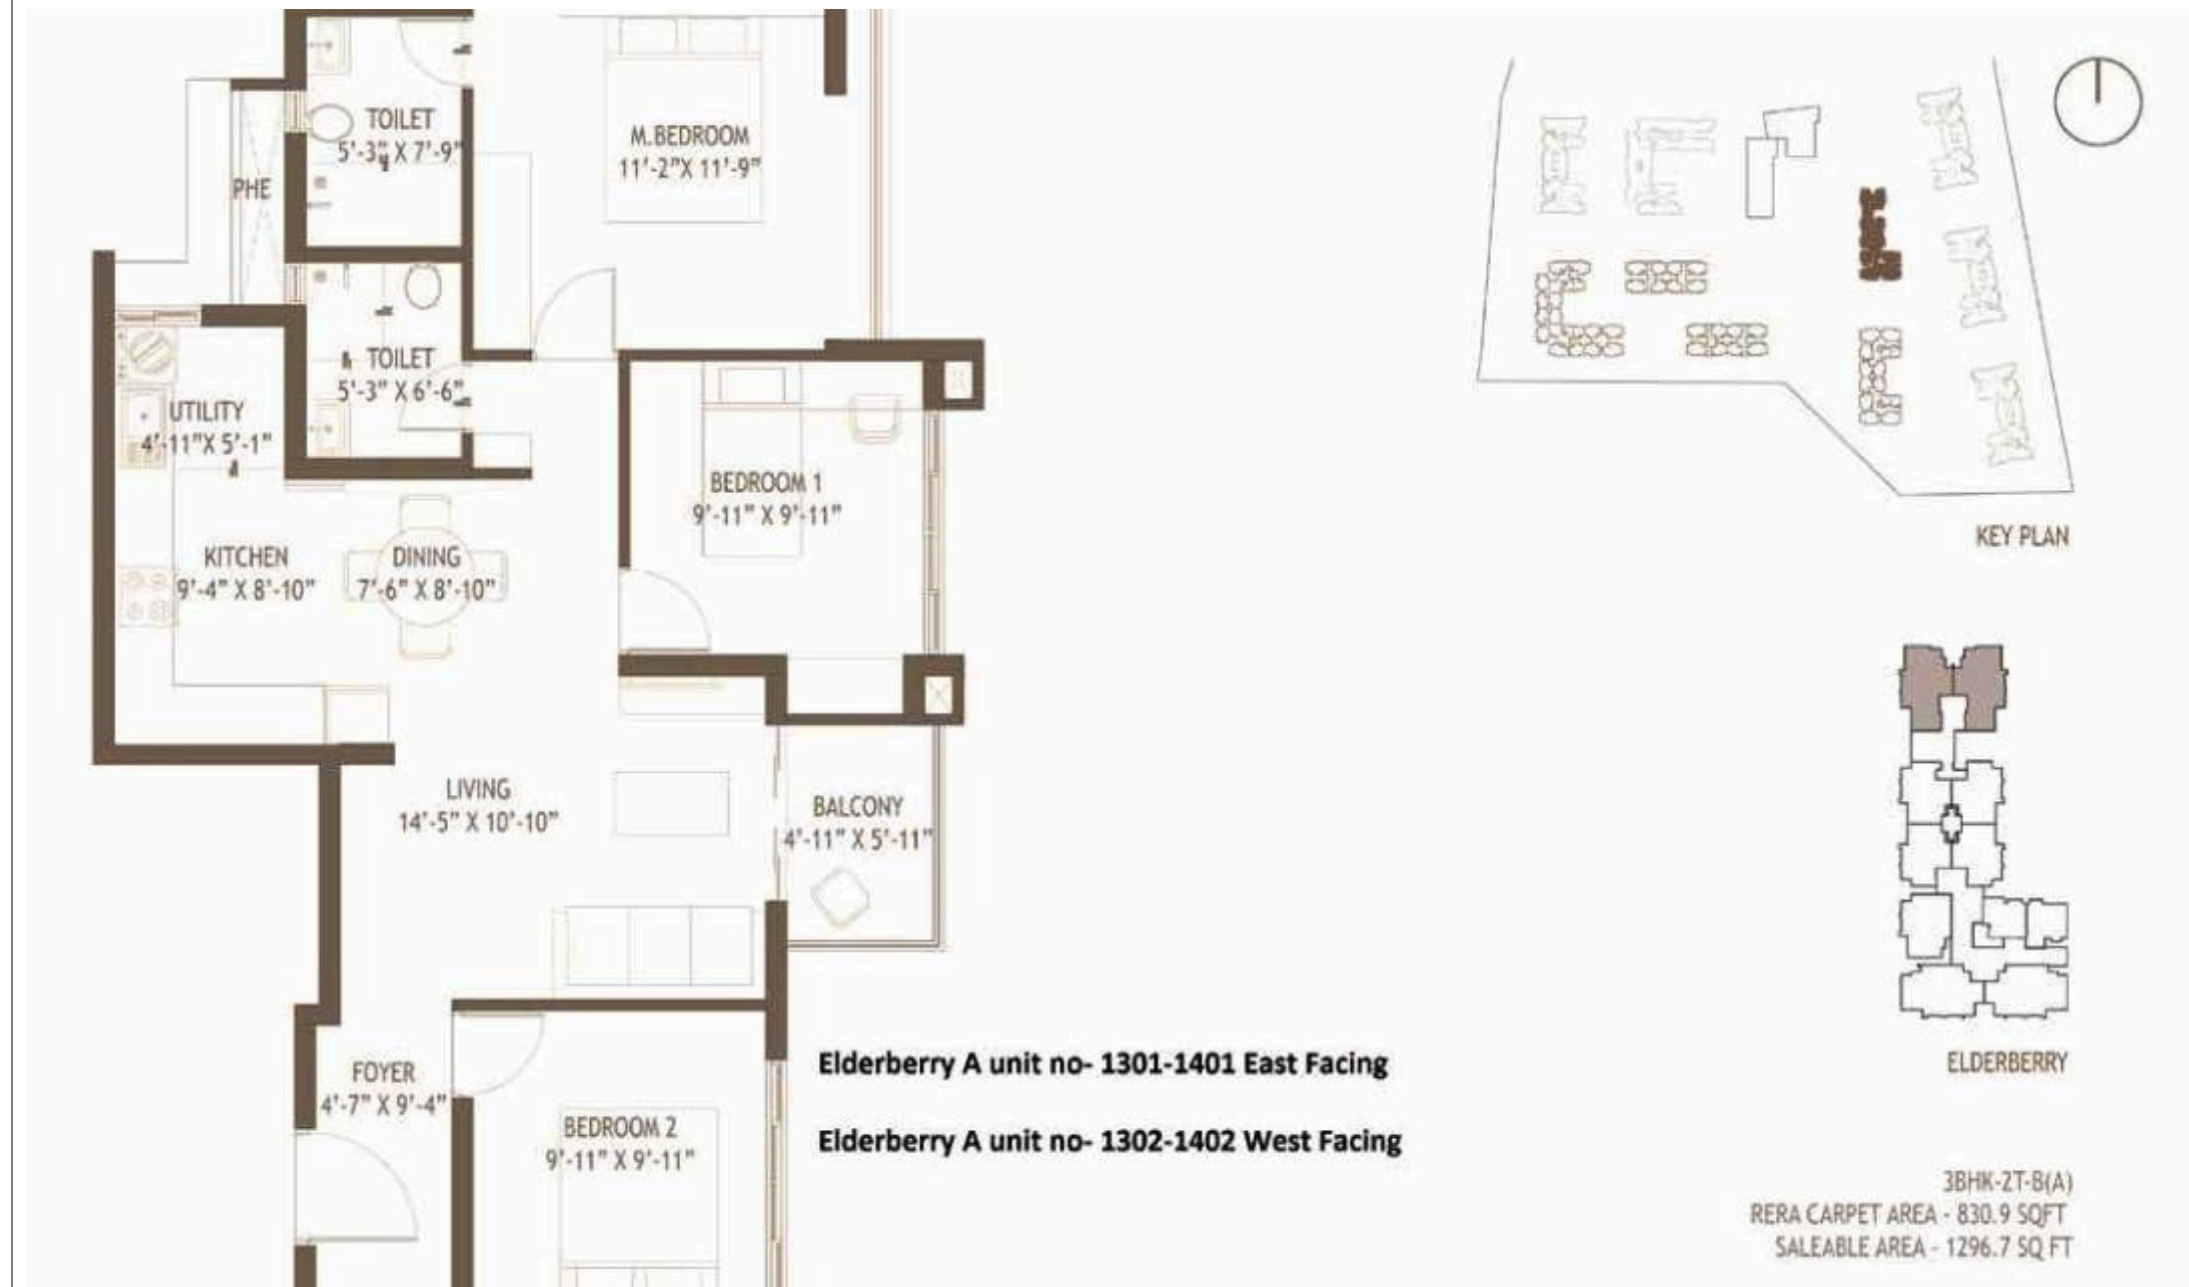 TOILET
5'-3" X 7'-9"
M.BEDROOM
11'-2"X 11'-9"
PHE
TOILET
5'-3" X 6'-6"
UTILITY
4'-11"X 5'-1"
BEDROOM 1
9'-11" X 9'-11"
KITCHEN
9'-4" X 8'-10"
DINING
7'-6" X 8'-10"
LIVING
14'-5" X 10'-10"
BALCONY
4'-11" X 5'-11"
FOYER
4'-7" X 9'-4"
BEDROOM 2
9'-11" X 9'-11"
KEY PLAN
ELDERBERRY
Elderberry A unit no- 1301-1401 East Facing
Elderberry A unit no- 1302-1402 West Facing
3BHK-2T-B(A)
RERA CARPET AREA - 830.9 SQFT
SALEABLE AREA - 1296.7 SQ FT